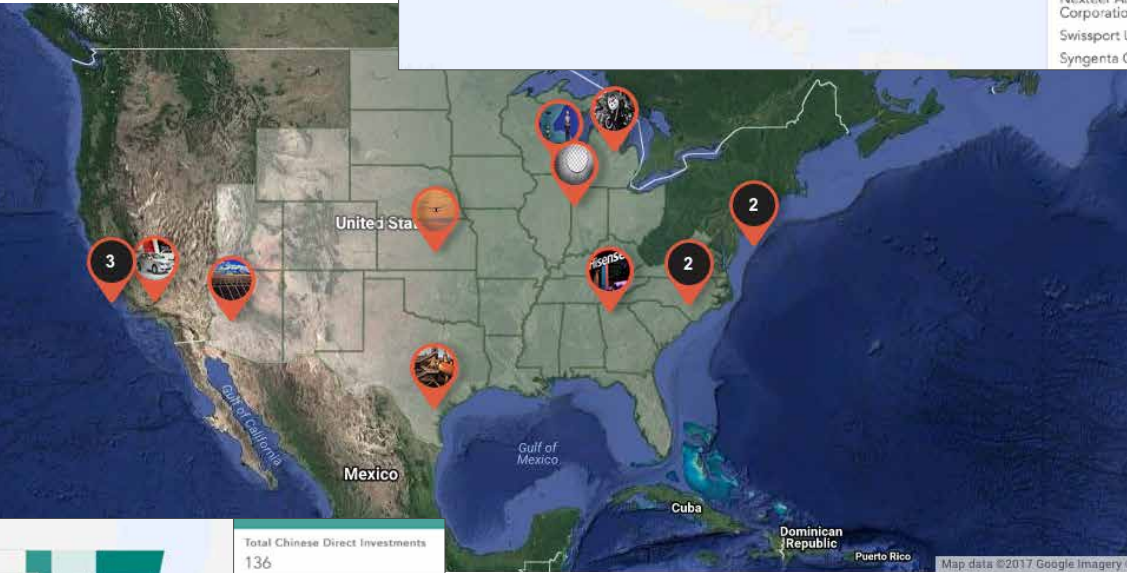 Corporatio
Swissport U
Syngenta C
United Sta
2
3
2
Hisense
Gulf of
California
Gulf of
Mexico
Mexico
Cuba
Dominican
Republic
Puerto Rico
Map data ©2017 Google Imagery
Total Chinese Direct Investments
136